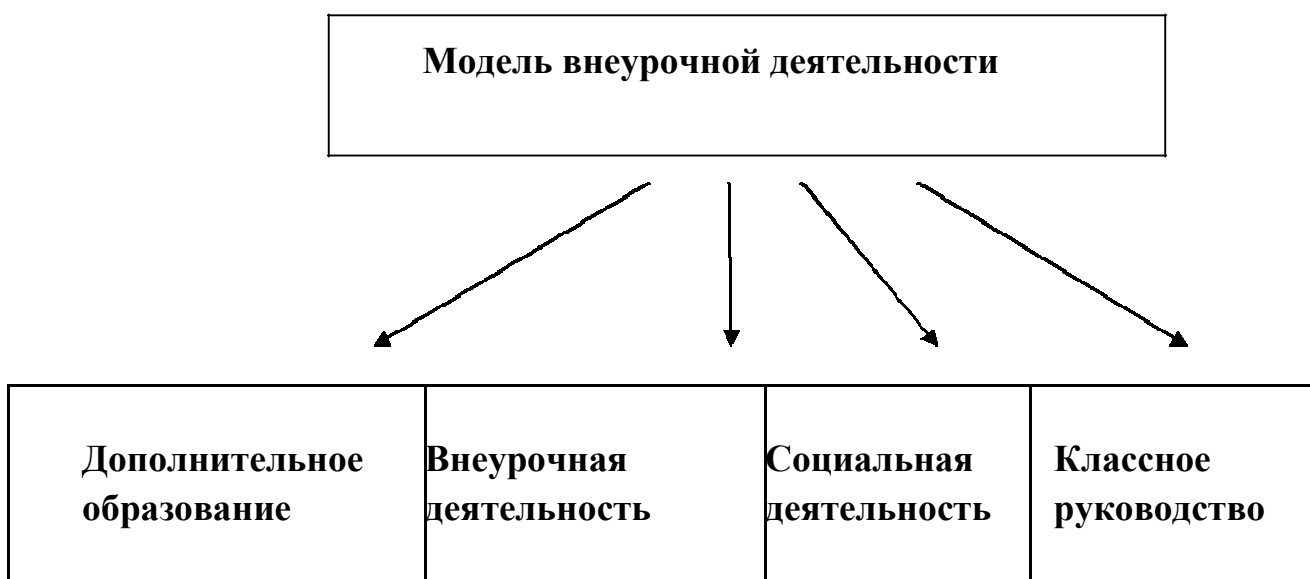 Модель внеурочной деятельности
Дополнительное
образование
Внеурочная
деятельность
Социальная
деятельность
Классное
руководство